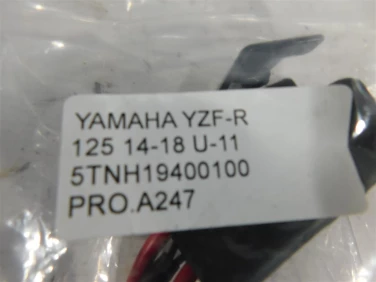 YAMAHA YZF-R
125 14-18 U-11
5TNH19400100
PRO.A247